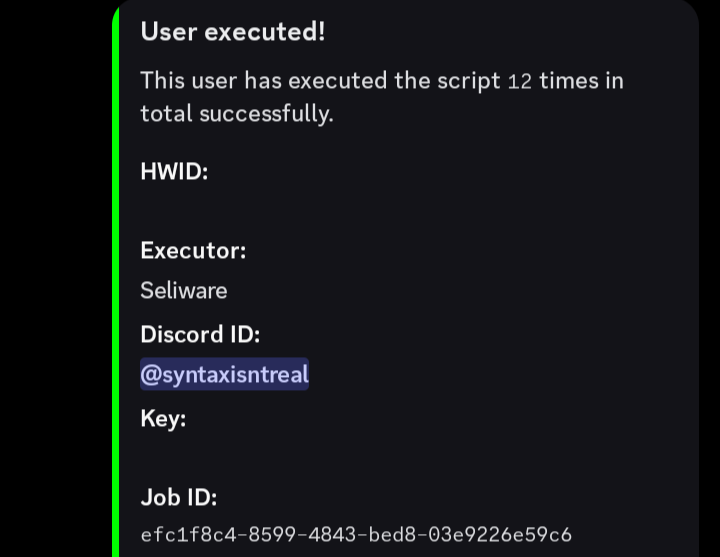 User executed!
This user has executed the script 12 times in
total successfully.
HWID:
Executor:
Seliware
Discord ID:
@syntaxisntreal
Key:
Job ID:
efc1f8c4-8599-4843-bed8-03e9226e59c6